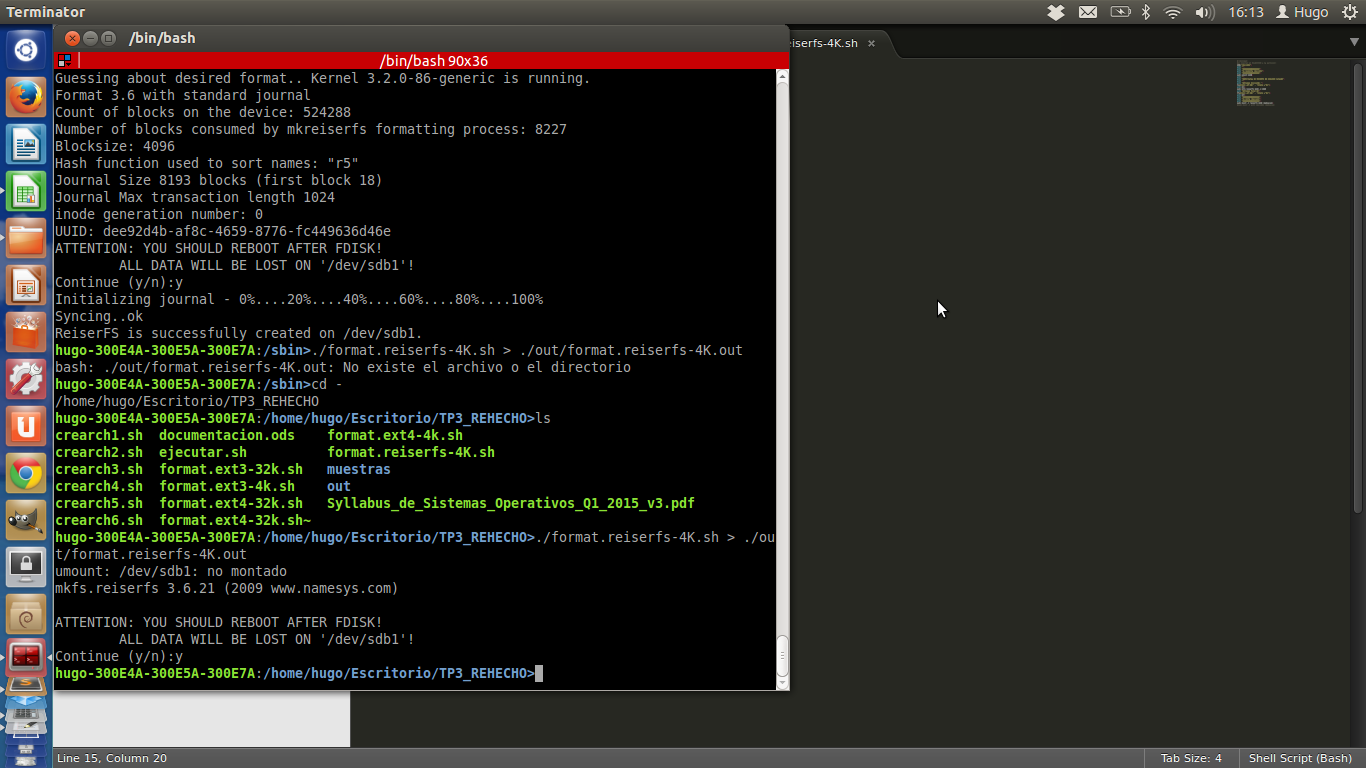 Terminator
16:13
Hugo
/bin/bash
eiserfs-4K.sh
/bin/bash 90x36
Guessing about desired format.. Kernel 3.2.0-86-generic is running.
Format 3.6 with standard journal
Count of blocks on the device: 524288
Number of blocks consumed by mkreiserfs formatting process: 8227
Blocksize: 4096
Hash function used to sort names: "r5"
Journal Size 8193 blocks (first block 18)
Journal Max transaction length 1024
inode generation number: 0
UUID: dee92d4b-af8c-4659-8776-fc449636d46e
ATTENTION: YOU SHOULD REBOOT AFTER FDISK!
        ALL DATA WILL BE LOST ON '/dev/sdb1'!
Continue (y/n):y
Initializing journal - 0%....20%....40%....60%....80%....100%
Syncing..ok
ReiserFS is successfully created on /dev/sdb1.
hugo-300E4A-300E5A-300E7A:/sbin>./format.reiserfs-4K.sh > ./out/format.reiserfs-4K.out
bash: ./out/format.reiserfs-4K.out: No existe el archivo o el directorio
hugo-300E4A-300E5A-300E7A:/sbin>cd -
/home/hugo/Escritorio/TP3_REHECHO
hugo-300E4A-300E5A-300E7A:/home/hugo/Escritorio/TP3_REHECHO>ls
crearch1.sh  documentacion.ods    format.ext4-4k.sh
crearch2.sh  ejecutar.sh          format.reiserfs-4K.sh
crearch3.sh  format.ext3-32k.sh   muestras
crearch4.sh  format.ext3-4k.sh    out
crearch5.sh  format.ext4-32k.sh   Syllabus_de_Sistemas_Operativos_Q1_2015_v3.pdf
crearch6.sh  format.ext4-32k.sh~
hugo-300E4A-300E5A-300E7A:/home/hugo/Escritorio/TP3_REHECHO>./format.reiserfs-4K.sh > ./ou
t/format.reiserfs-4K.out
umount: /dev/sdb1: no montado
mkfs.reiserfs 3.6.21 (2009 www.namesys.com)
ATTENTION: YOU SHOULD REBOOT AFTER FDISK!
        ALL DATA WILL BE LOST ON '/dev/sdb1'!
Continue (y/n):y
hugo-300E4A-300E5A-300E7A:/home/hugo/Escritorio/TP3_REHECHO>
Line 15, Column 20
Tab Size: 4
Shell Script (Bash)